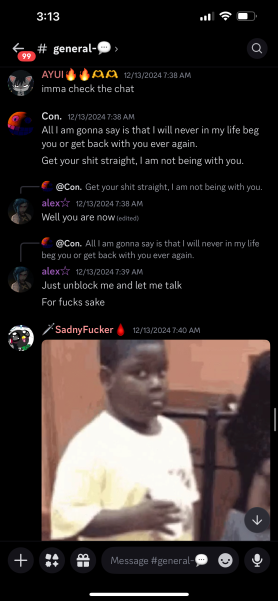 3:13
99
# general-💬 ›
AYUI🔥🔥🫶🫶 12/13/2024 7:38 AM
imma check the chat
Con. 12/13/2024 7:38 AM
All I am gonna say is that I will never in my life beg
you or get back with you ever again.
Get your shit straight, I am not being with you.
@Con. Get your shit straight, I am not being with you.
alex☆ 12/13/2024 7:38 AM
Well you are now (edited)
@Con. All I am gonna say is that I will never in my life
beg you or get back with you ever again.
alex☆ 12/13/2024 7:39 AM
Just unblock me and let me talk
For fucks sake
🗡️SadnyFucker🩸 12/13/2024 7:40 AM
Message #general-💬